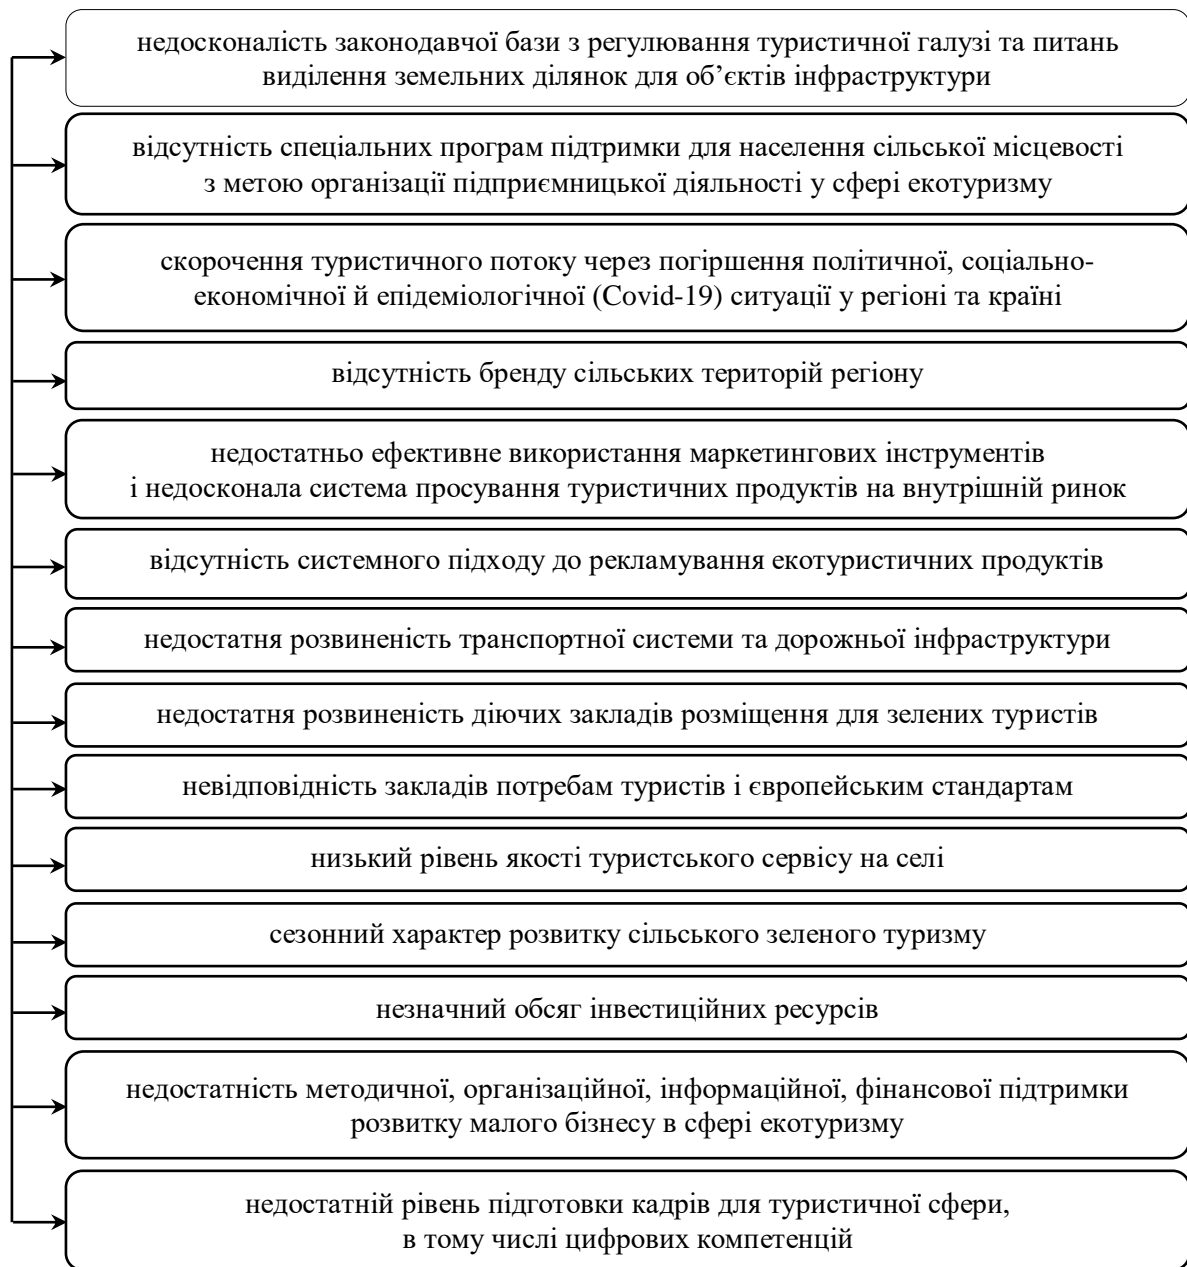 недосконалість законодавчої бази з регулювання туристичної галузі та питань
виділення земельних ділянок для об’єктів інфраструктури
відсутність спеціальних програм підтримки для населення сільської місцевості
з метою організації підприємницької діяльності у сфері екотуризму
скорочення туристичного потоку через погіршення політичної, соціально-
економічної й епідеміологічної (Covid-19) ситуації у регіоні та країні
відсутність бренду сільських територій регіону
недостатньо ефективне використання маркетингових інструментів
і недосконала система просування туристичних продуктів на внутрішній ринок
відсутність системного підходу до рекламування екотуристичних продуктів
недостатня розвиненість транспортної системи та дорожньої інфраструктури
недостатня розвиненість діючих закладів розміщення для зелених туристів
невідповідність закладів потребам туристів і європейським стандартам
низький рівень якості туристського сервісу на селі
сезонний характер розвитку сільського зеленого туризму
незначний обсяг інвестиційних ресурсів
недостатність методичної, організаційної, інформаційної, фінансової підтримки
розвитку малого бізнесу в сфері екотуризму
недостатній рівень підготовки кадрів для туристичної сфери,
в тому числі цифрових компетенцій